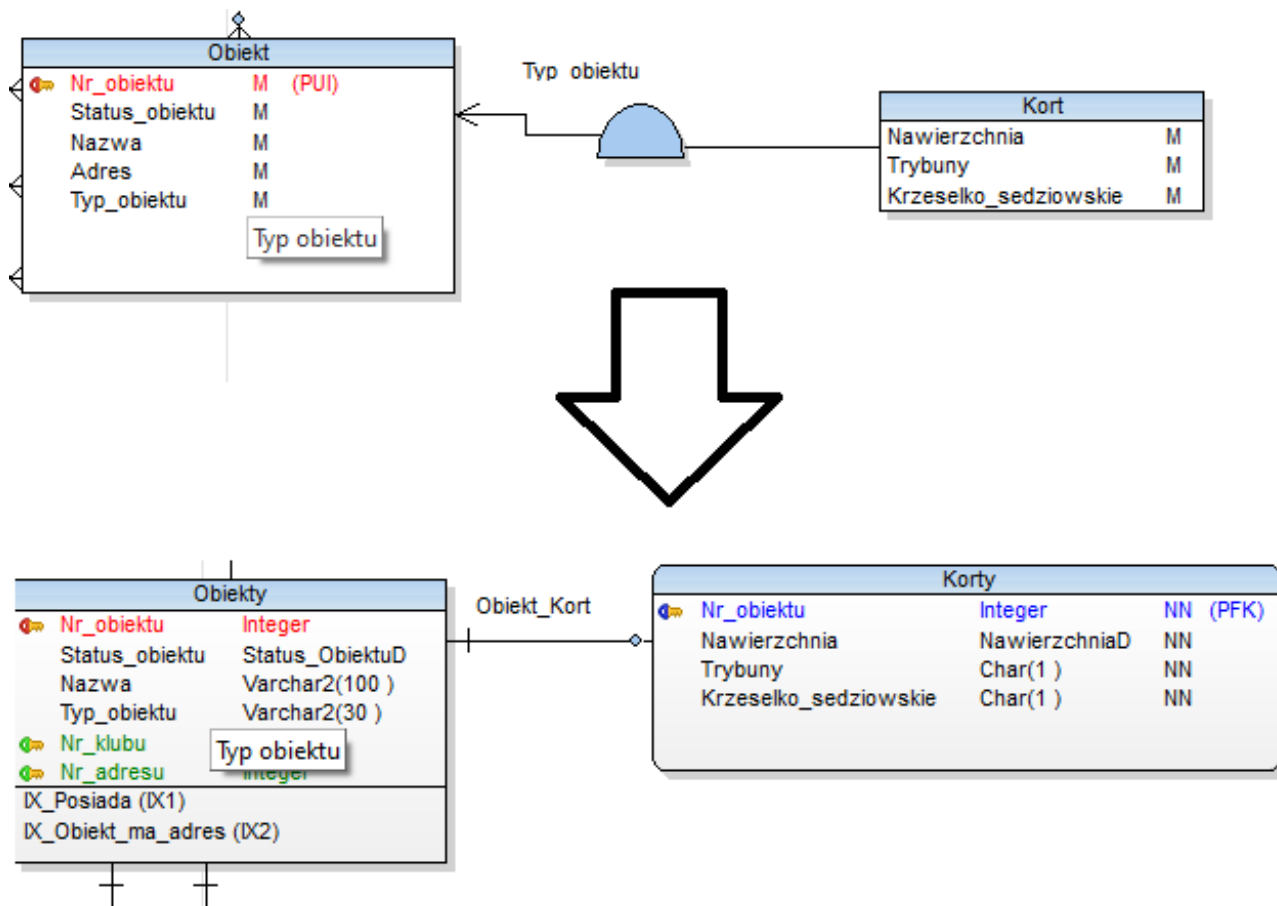 Obiekt
Nr_obiektu M (PUI)
Status_obiektu M
Nazwa M
Adres M
Typ_obiektu M
Typ obiektu
Typ obiektu
Kort
Nawierzchnia M
Trybuny M
Krzeselko_sedziowskie M
Obiekty
Nr_obiektu Integer
Status_obiektu Status_ObiektuD
Nazwa Varchar2(100 )
Typ_obiektu Varchar2(30 )
Nr_klubu
Typ obiektu
Nr_adresu Integer
IX_Posiada (IX1)
IX_Obiekt_ma_adres (IX2)
Obiekt_Kort
Korty
Nr_obiektu Integer NN (PFK)
Nawierzchnia NawierzchniaD NN
Trybuny Char(1 ) NN
Krzeselko_sedziowskie Char(1 ) NN